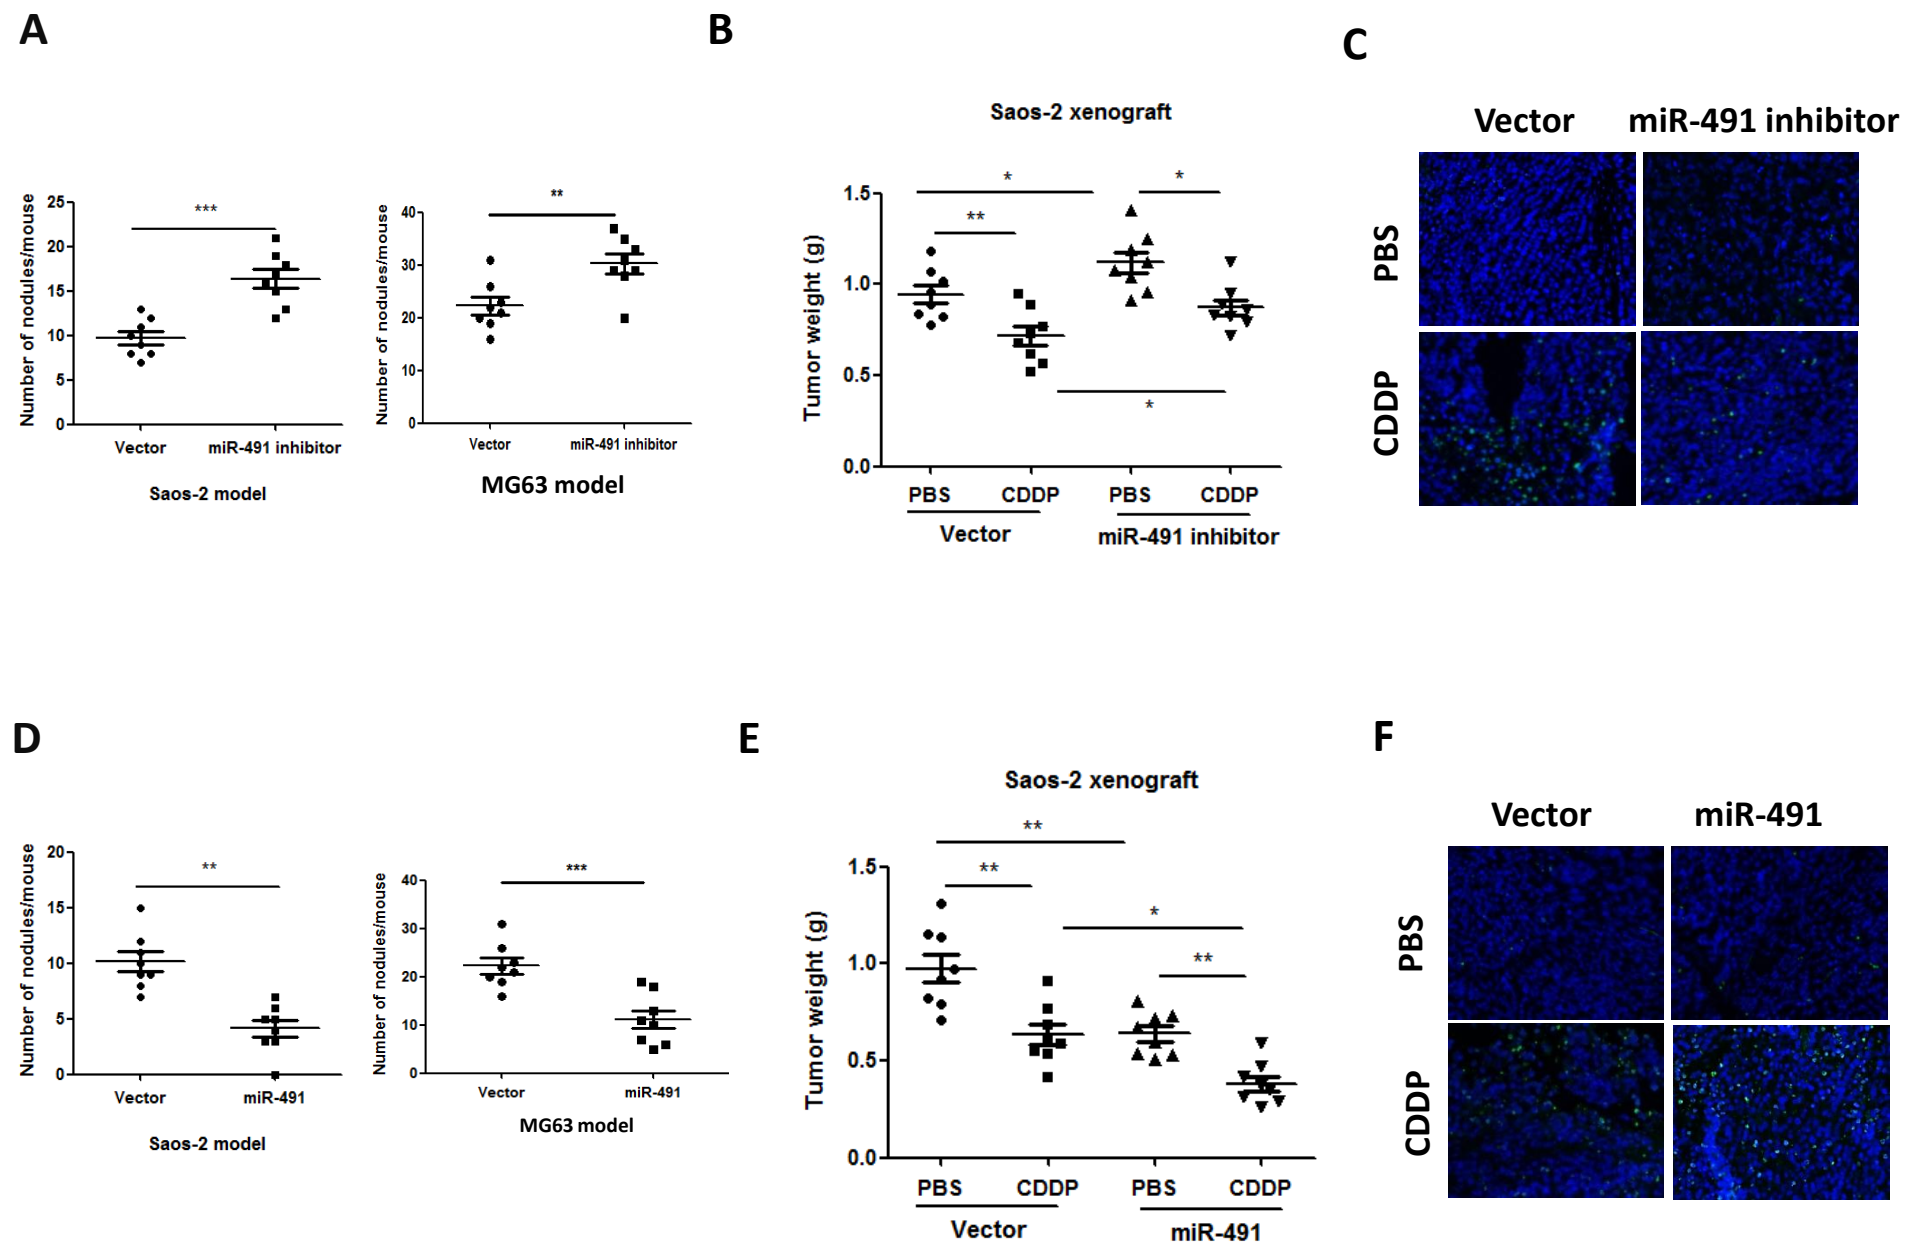 A
B
C
Saos-2 xenograft
Vector
miR-491 inhibitor
Number of nodules/mouse
25
20
15
10
5
0
***
Vector
miR-491 inhibitor
Saos-2 model
Number of nodules/mouse
40
30
20
10
0
**
Vector
miR-491 inhibitor
MG63 model
Tumor weight (g)
1.5
1.0
0.5
0.0
*
*
**
*
PBS
CDDP
PBS
CDDP
Vector
miR-491 inhibitor
PBS
CDDP
D
E
F
Saos-2 xenograft
Vector
miR-491
Number of nodules/mouse
20
15
10
5
0
**
Vector
miR-491
Saos-2 model
Number of nodules/mouse
40
30
20
10
0
***
Vector
miR-491
MG63 model
Tumor weight (g)
1.5
1.0
0.5
0.0
**
**
*
**
PBS
CDDP
PBS
CDDP
Vector
miR-491
PBS
CDDP